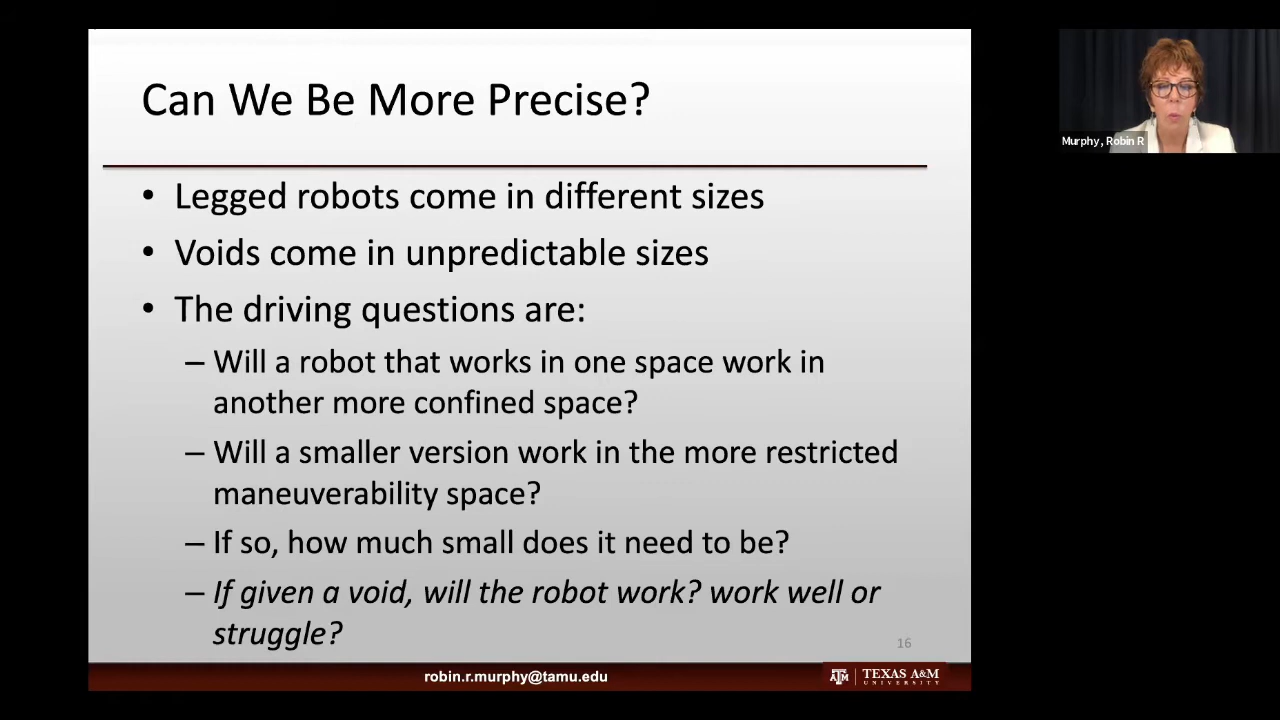 Can We Be More Precise?
• Legged robots come in different sizes
• Voids come in unpredictable sizes
• The driving questions are:
– Will a robot that works in one space work in
another more confined space?
– Will a smaller version work in the more restricted
maneuverability space?
– If so, how much small does it need to be?
– If given a void, will the robot work? work well or
struggle?
16
robin.r.murphy@tamu.edu
ATM
TEXAS A&M
UNIVERSITY
Murphy, Robin R